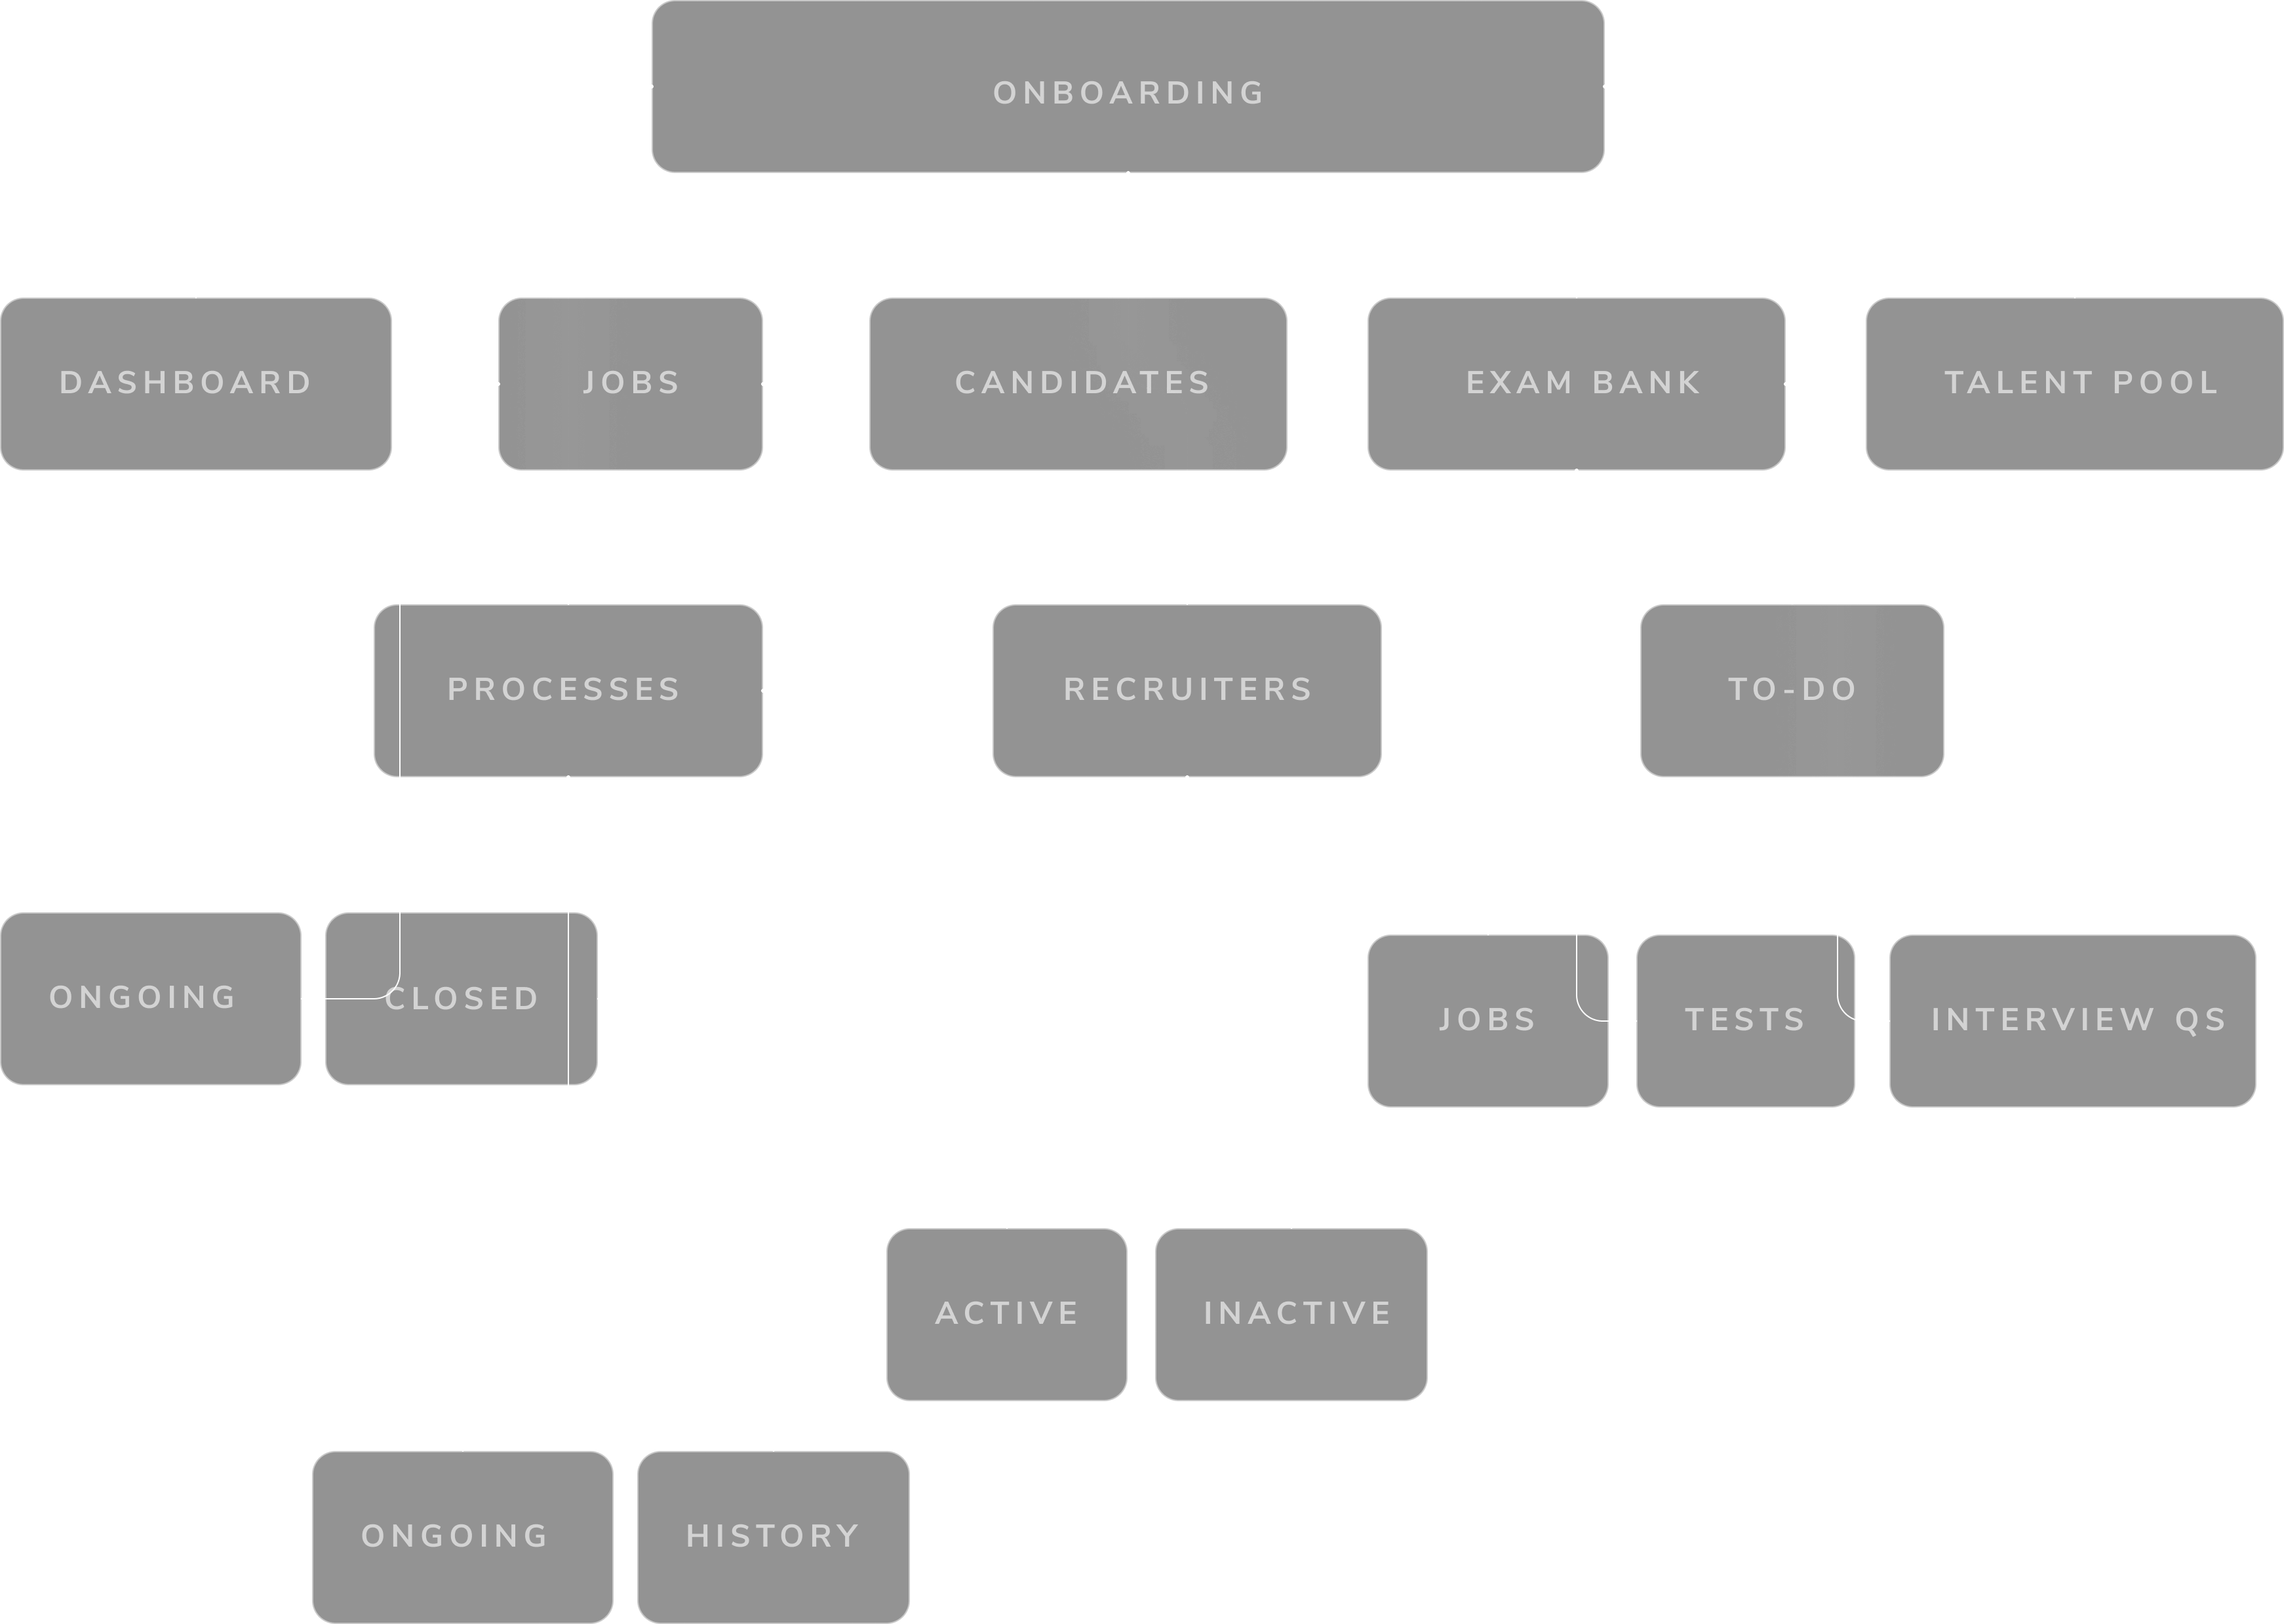 ONBOARDING
DASHBOARD
JOBS
CANDIDATES
EXAM BANK
TALENT POOL
PROCESSES
RECRUITERS
TO-DO
ONGOING
CLOSED
JOBS
TESTS
INTERVIEW QS
ACTIVE
INACTIVE
ONGOING
HISTORY